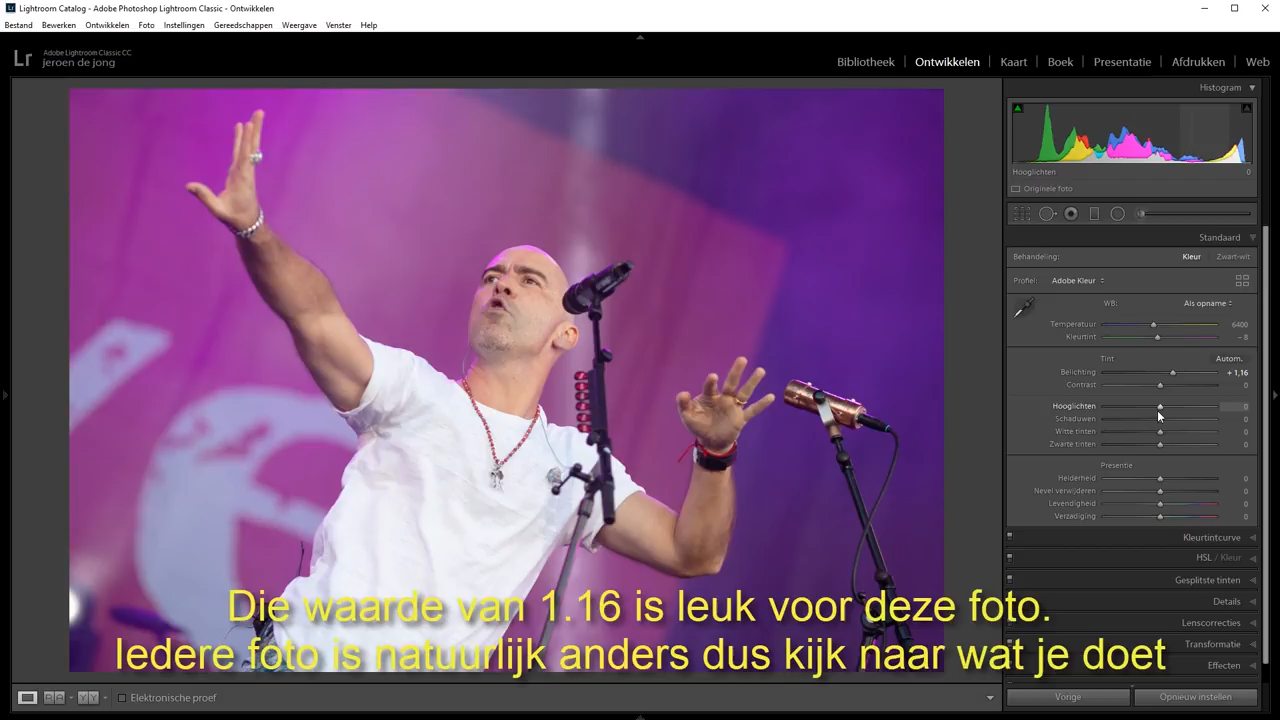 Lightroom Catalog - Adobe Photoshop Lightroom Classic - Ontwikkelen
Bestand Bewerken Ontwikkelen Foto Instellingen Gereedschappen Weergave Venster Help
Lr
Adobe Lightroom Classic CC
jeroen de jong
Bibliotheek Ontwikkelen Kaart Boek Presentatie Afdrukken Web
Histogram
Hooglichten 0
Originele foto
Standaard
Behandeling: Kleur Zwart-wit
Profiel: Adobe Kleur
WB: Als opname
Temperatuur 6400
Kleurtint – 8
Tint Autom.
Belichting + 1,16
Contrast 0
Hooglichten 0
Schaduwen 0
Witte tinten 0
Zwarte tinten 0
Presentie
Helderheid 0
Nevel verwijderen 0
Levendigheid 0
Verzadiging 0
Kleurtintcurve
HSL / Kleur
Gesplitste tinten
Details
Lenscorrecties
Transformatie
Effecten
Die waarde van 1.16 is leuk voor deze foto.
Iedere foto is natuurlijk anders dus kijk naar wat je doet
Elektronische proef
Vorige Opnieuw instellen